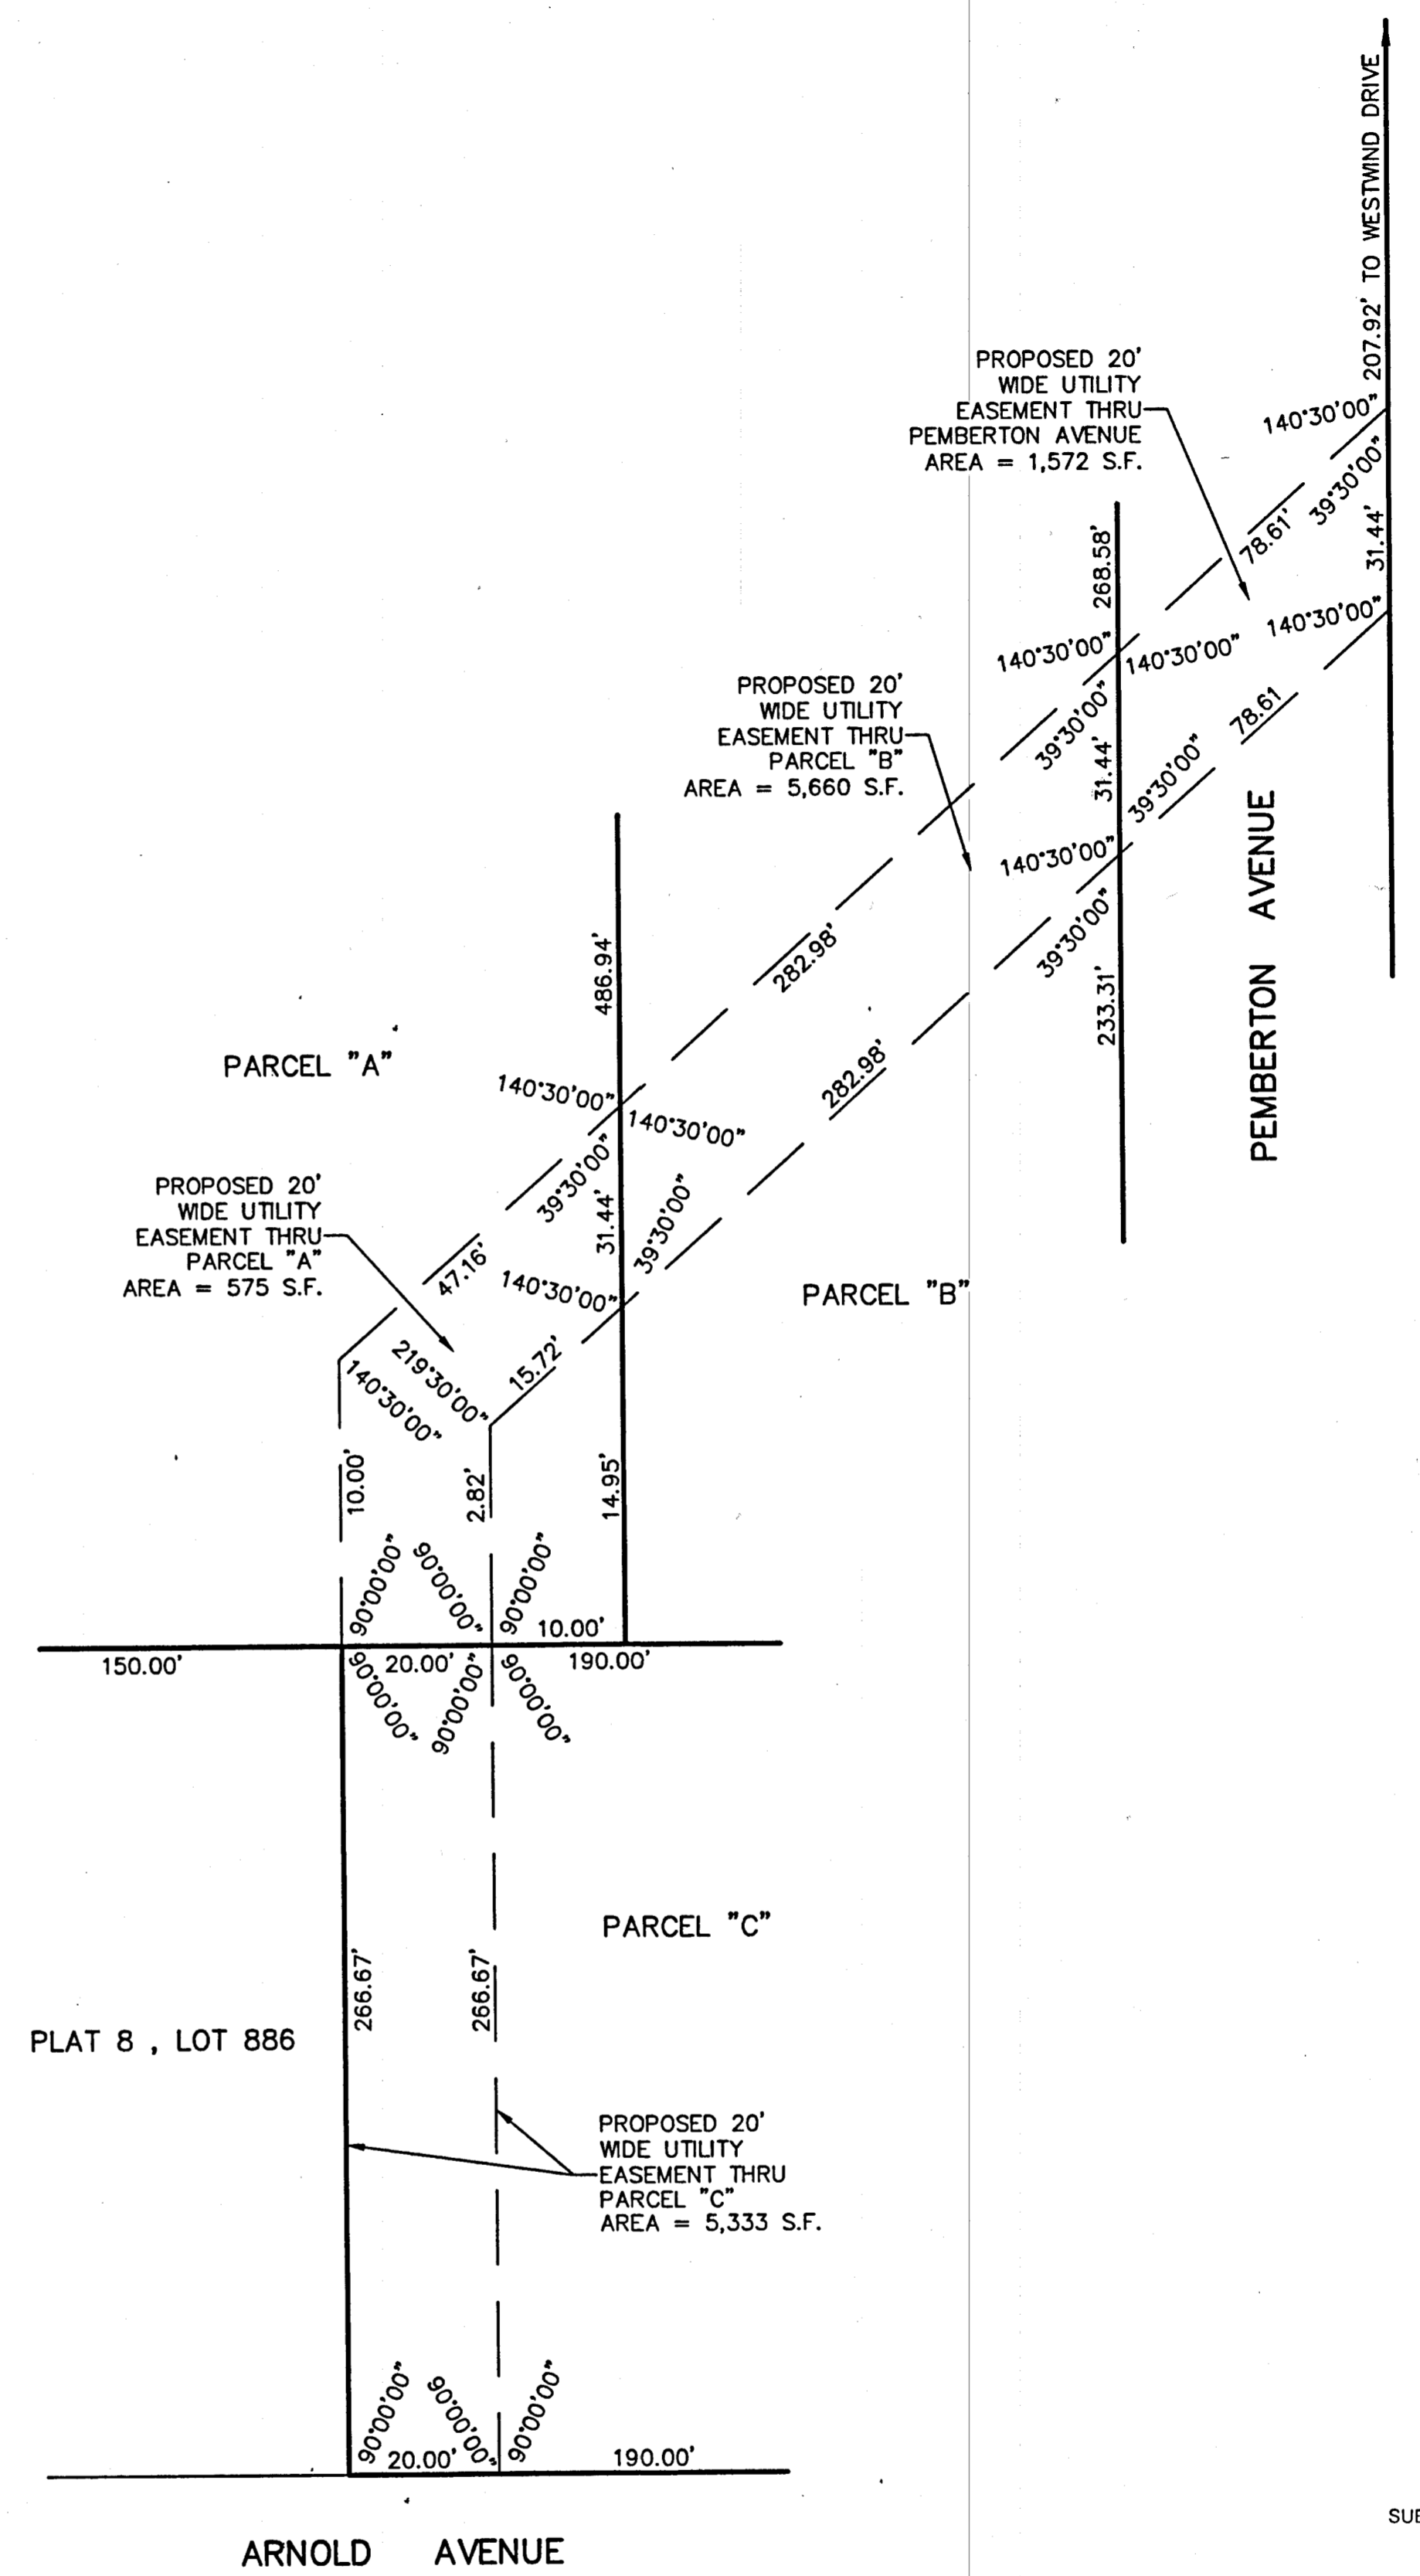 207.92' TO WESTWIND DRIVE
PROPOSED 20'
WIDE UTILITY
EASEMENT THRU
PEMBERTON AVENUE
AREA = 1,572 S.F.
140°30'00"
39°30'00"
78.61'
31.44'
268.58'
140°30'00"
140°30'00"
140°30'00"
PROPOSED 20'
WIDE UTILITY
EASEMENT THRU
PARCEL "B"
AREA = 5,660 S.F.
39°30'00"
31.44'
78.61
39°30'00"
140°30'00"
39°30'00"
233.31'
PEMBERTON AVENUE
282.98'
486.94'
282.98'
PARCEL "A"
140°30'00"
140°30'00"
39°30'00"
31.44'
39°30'00"
PROPOSED 20'
WIDE UTILITY
EASEMENT THRU
PARCEL "A"
AREA = 575 S.F.
47.16'
140°30'00"
PARCEL "B"
219°30'00"
140°30'00"
15.72'
10.00'
2.82'
14.95'
90°00'00"
90°00'00"
90°00'00"
10.00'
150.00'
20.00'
190.00'
90°00'00"
90°00'00"
90°00'00"
PARCEL "C"
266.67'
266.67'
PLAT 8 , LOT 886
PROPOSED 20'
WIDE UTILITY
EASEMENT THRU
PARCEL "C"
AREA = 5,333 S.F.
90°00'00"
90°00'00"
90°00'00"
20.00'
190.00'
ARNOLD AVENUE